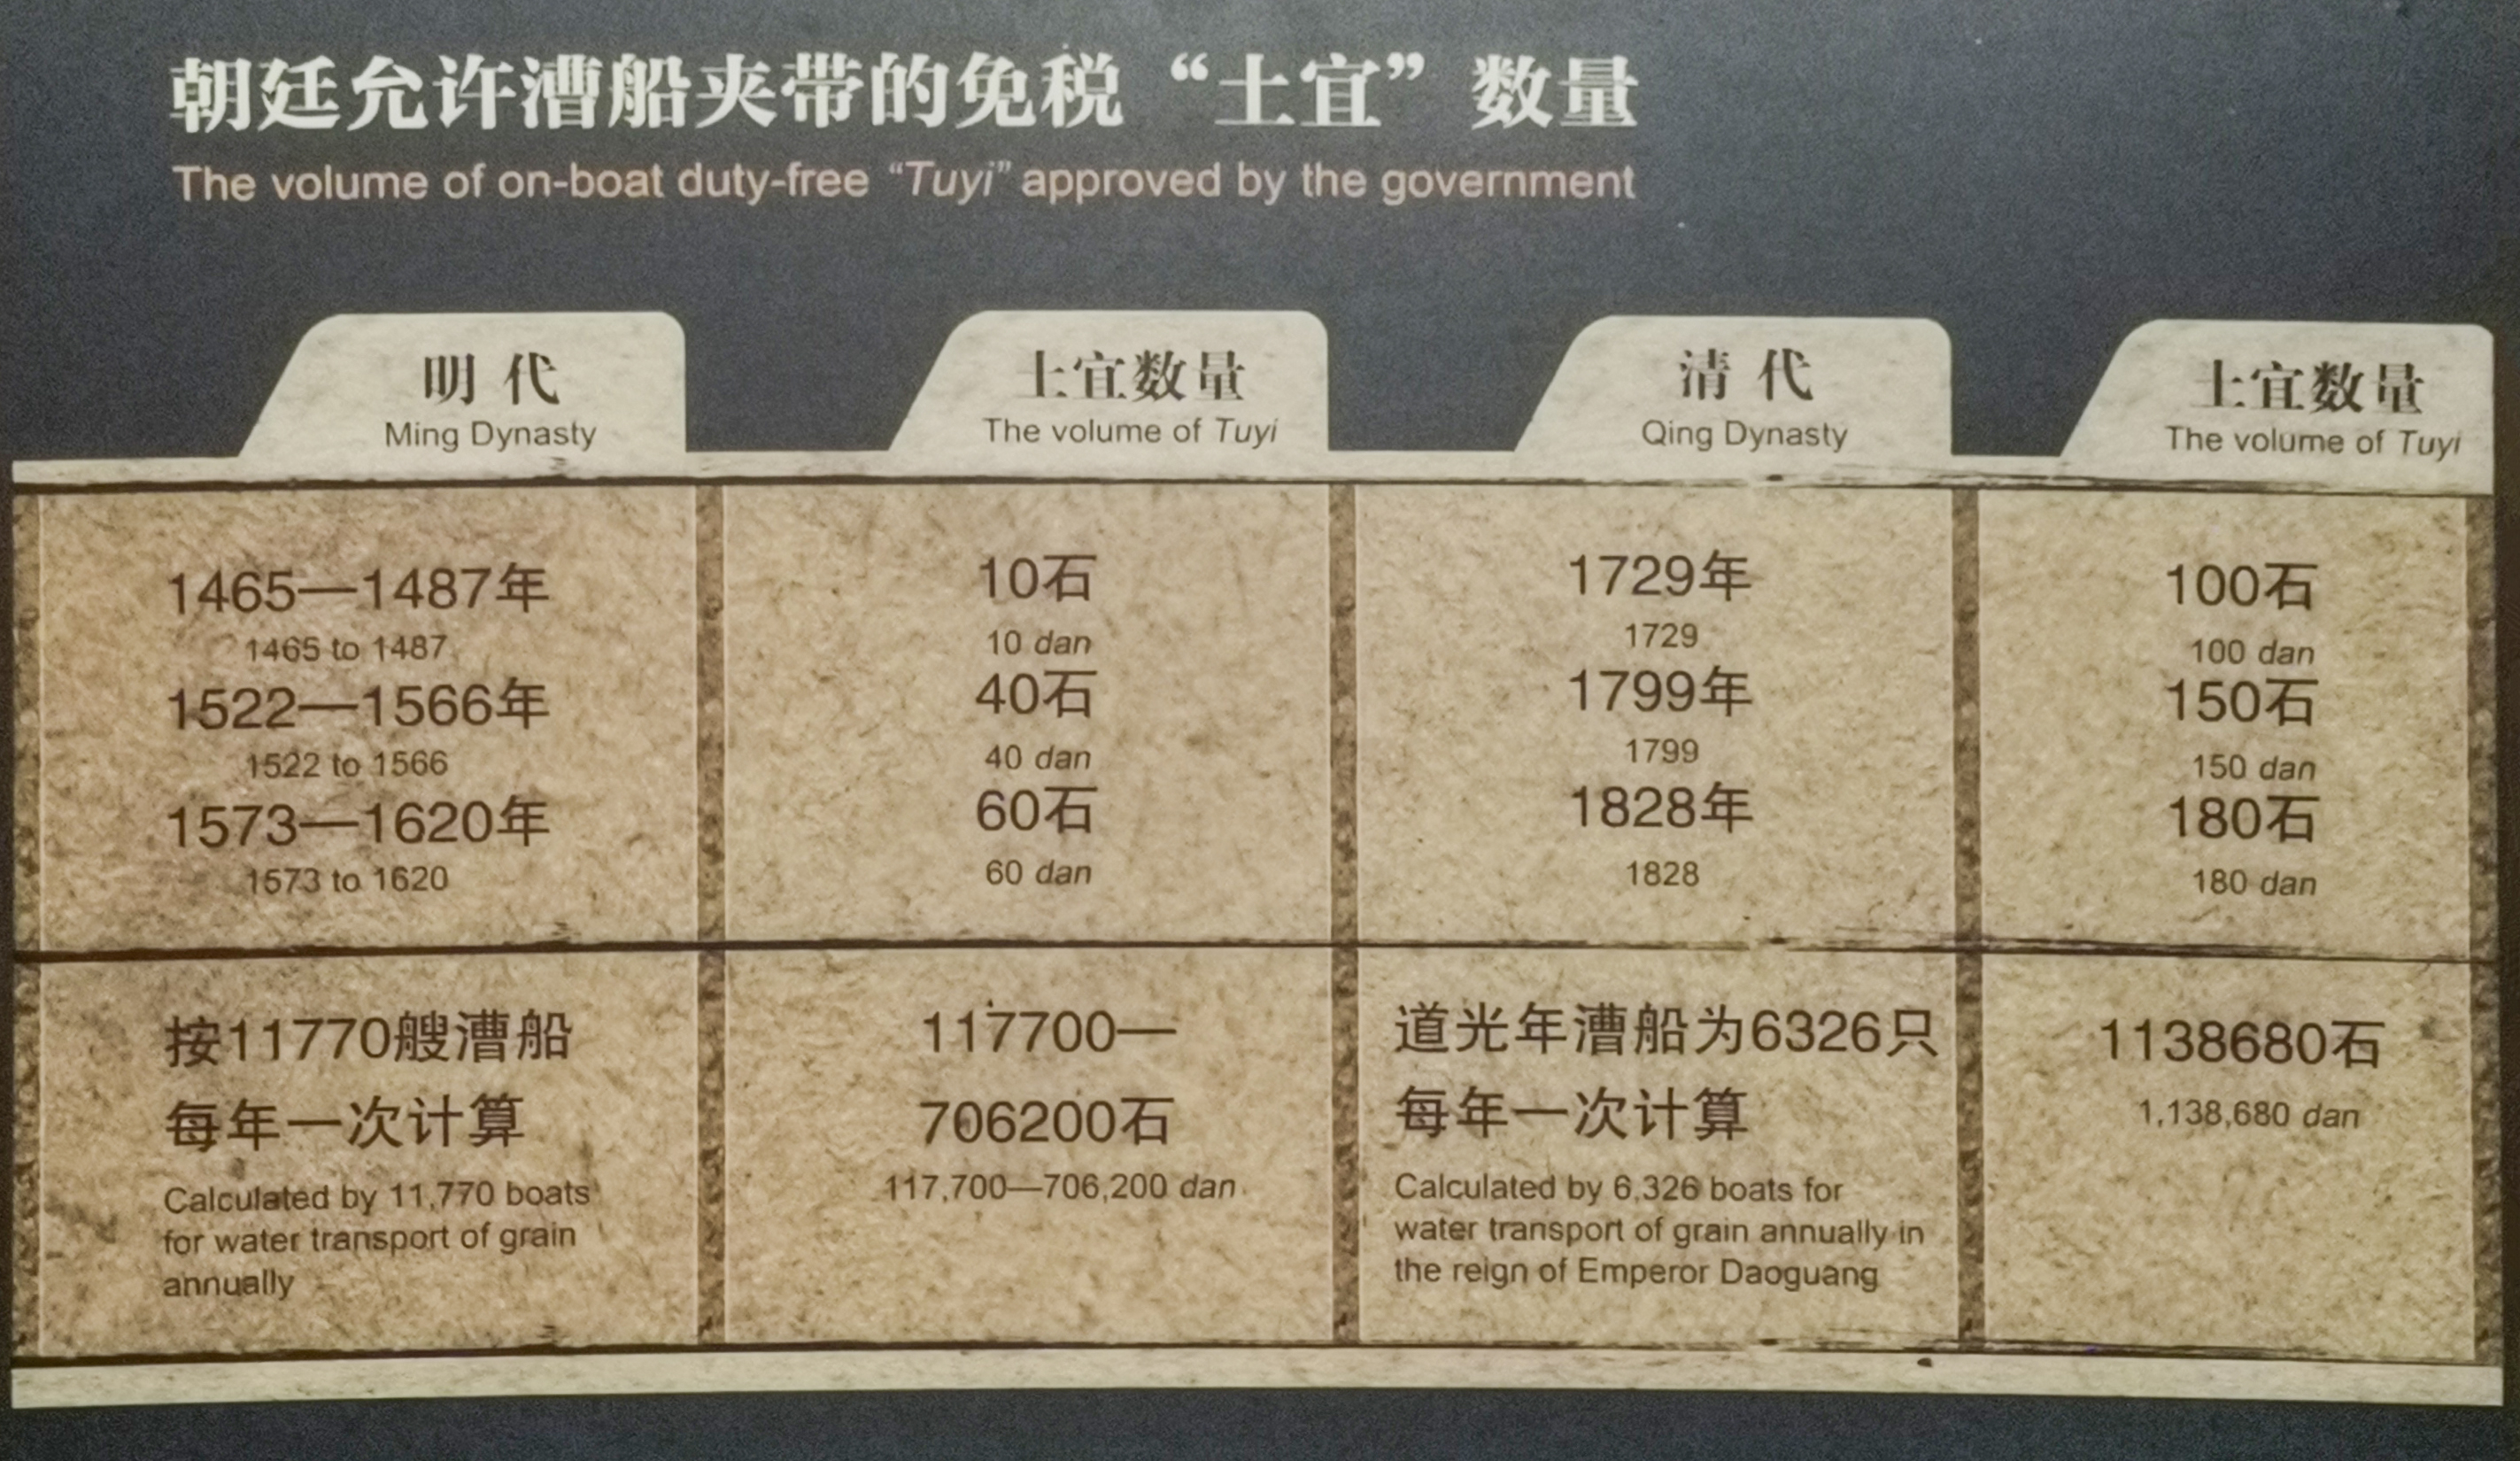 朝廷允许漕船夹带的免税“土宜”数量
The volume of on-boat duty-free “Tuyi” approved by the government
明代
Ming Dynasty
土宜数量
The volume of Tuyi
清代
Qing Dynasty
土宜数量
The volume of Tuyi
1465—1487年
1465 to 1487
10石
10 dan
1729年
1729
100石
100 dan
1522—1566年
1522 to 1566
40石
40 dan
1799年
1799
150石
150 dan
1573—1620年
1573 to 1620
60石
60 dan
1828年
1828
180石
180 dan
按11770艘漕船
每年一次计算
Calculated by 11,770 boats
for water transport of grain
annually
117700—
706200石
117,700—706,200 dan
道光年漕船为6326只
每年一次计算
Calculated by 6,326 boats for
water transport of grain annually in
the reign of Emperor Daoguang
1138680石
1,138,680 dan